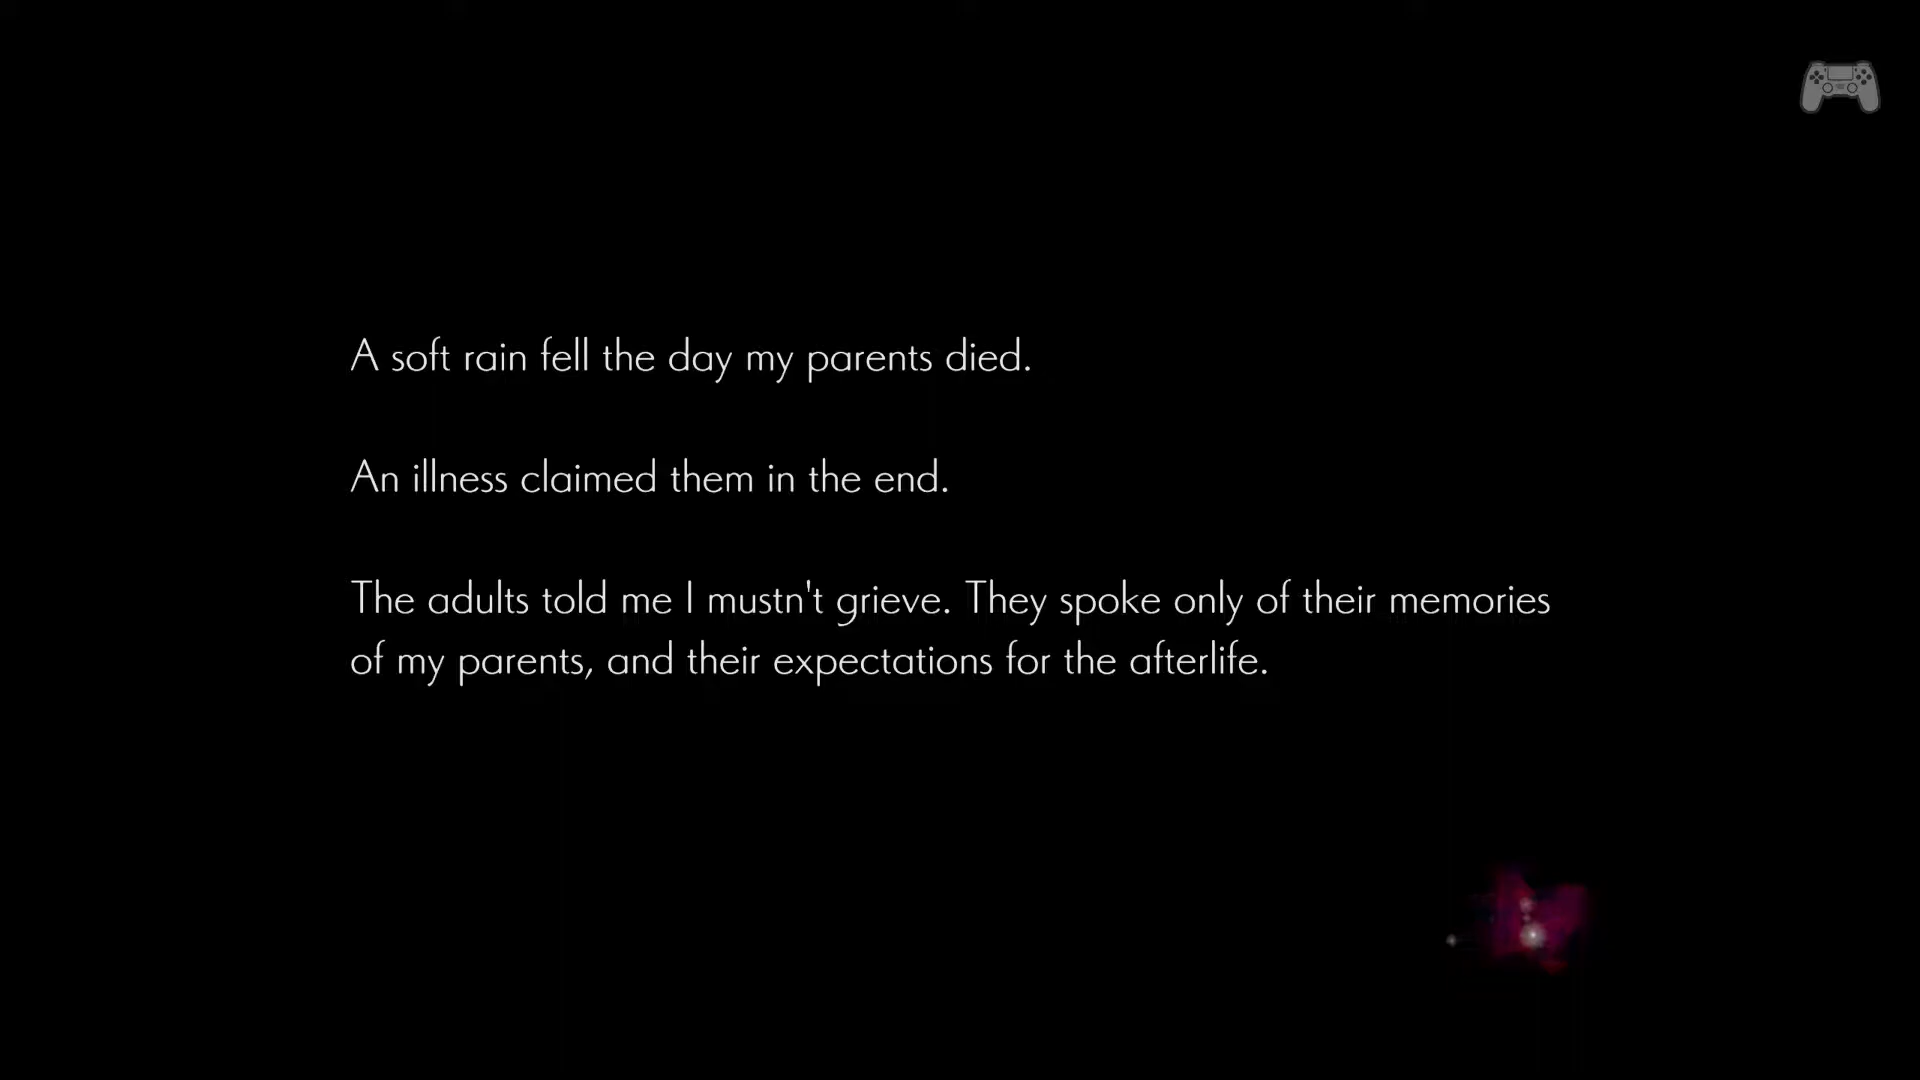 A soft rain fell the day my parents died.
An illness claimed them in the end.
The adults told me I mustn't grieve. They spoke only of their memories
of my parents, and their expectations for the afterlife.